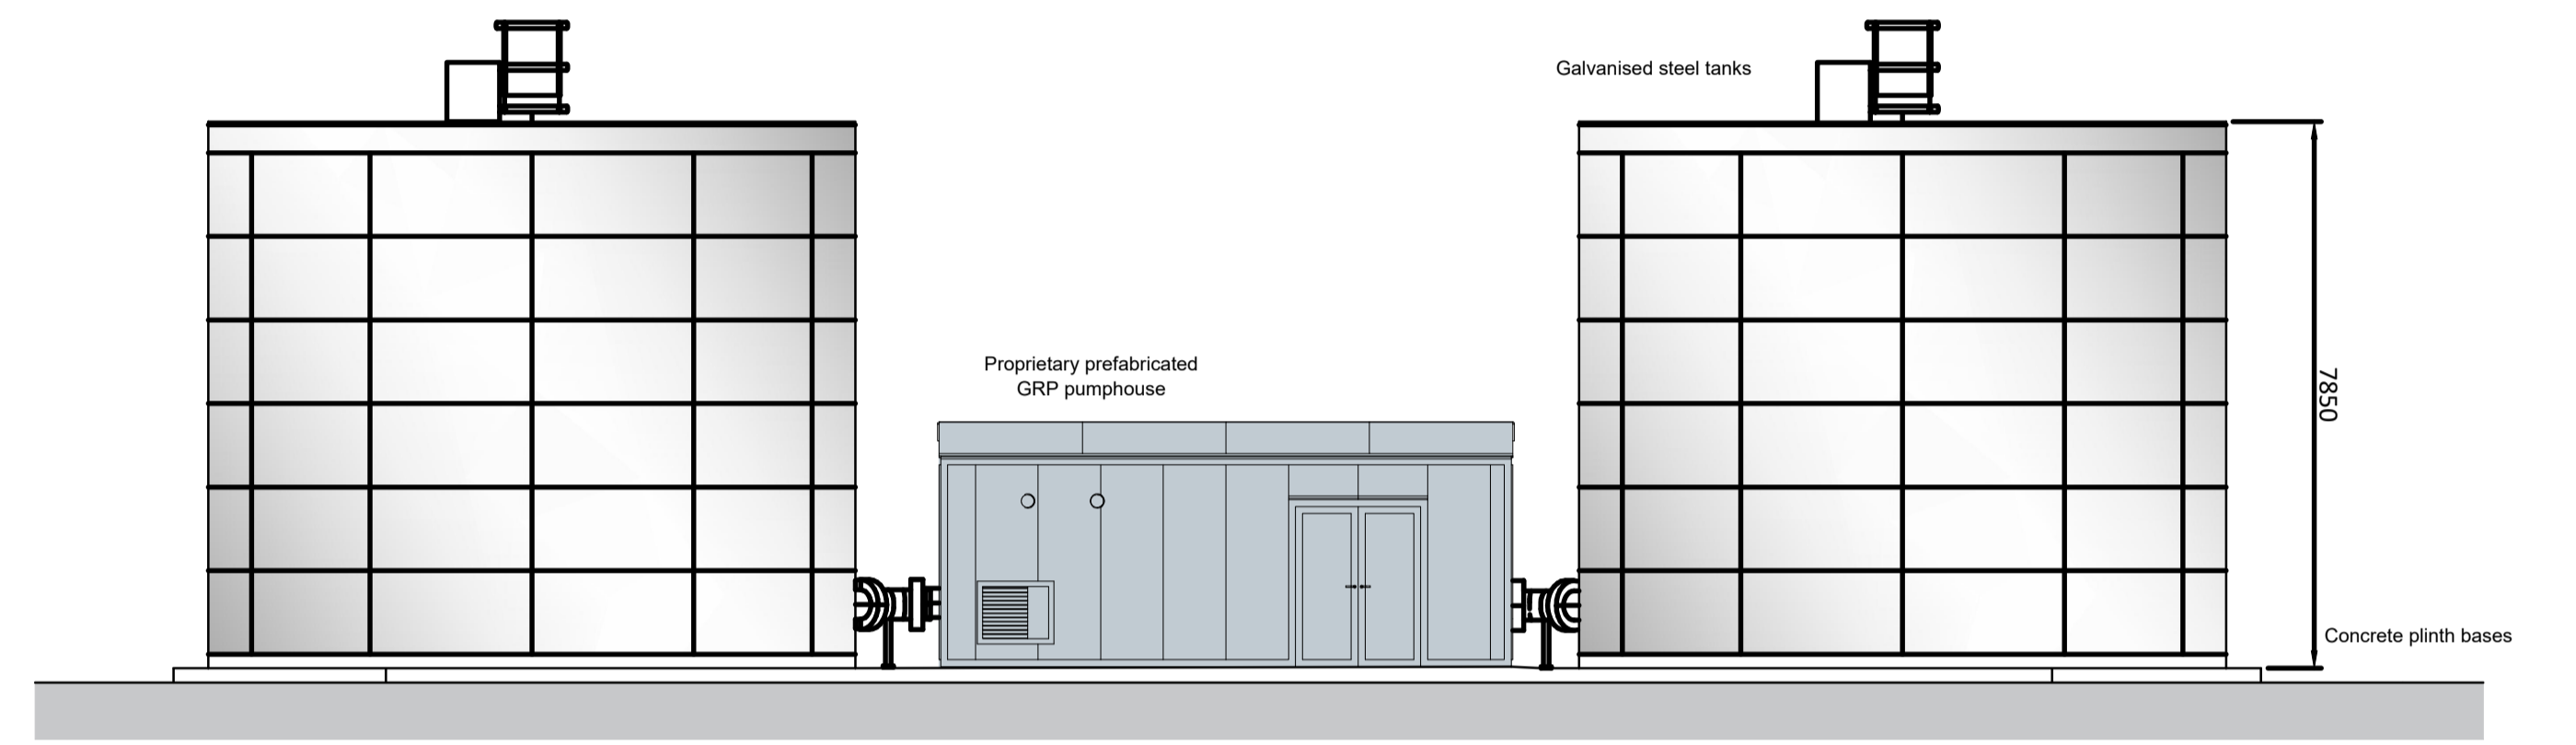 Galvanised steel tanks
Proprietary prefabricated
GRP pumphouse
7850
Concrete plinth bases